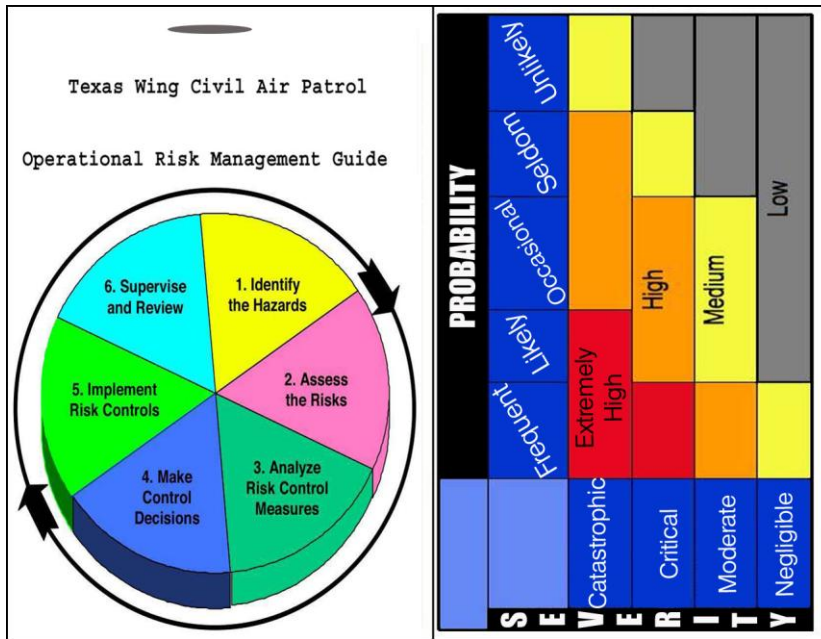 Texas Wing Civil Air Patrol
Operational Risk Management Guide
1. Identify
the Hazards
2. Assess
the Risks
3. Analyze
Risk Control
Measures
4. Make
Control
Decisions
5. Implement
Risk Controls
6. Supervise
and Review
PROBABILITY
Frequent
Likely
Occasional
Seldom
Unlikely
SEVERITY
Catastrophic
Critical
Moderate
Negligible
Extremely
High
High
Medium
Low